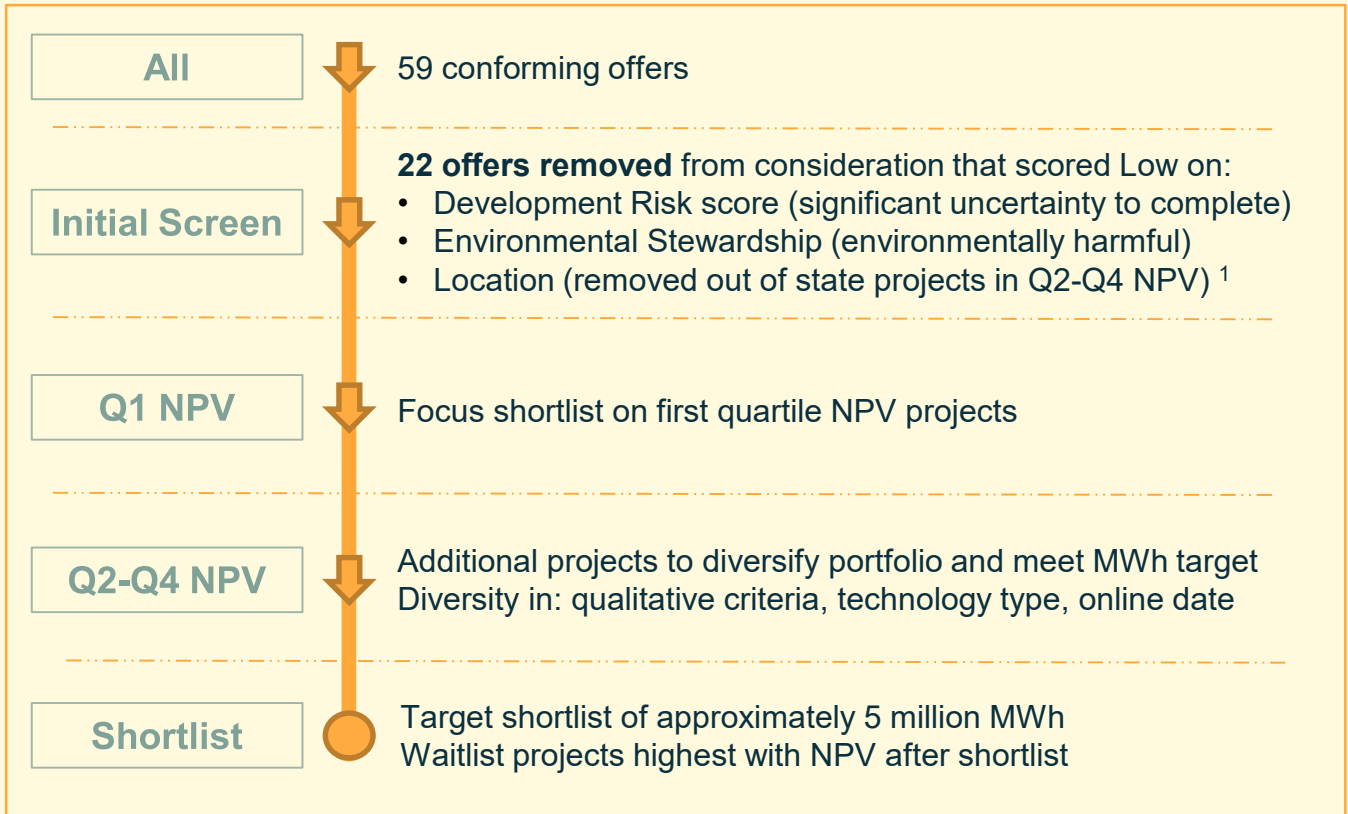 All
59 conforming offers
Initial Screen
22 offers removed from consideration that scored Low on:
• Development Risk score (significant uncertainty to complete)
• Environmental Stewardship (environmentally harmful)
• Location (removed out of state projects in Q2-Q4 NPV) 1
Q1 NPV
Focus shortlist on first quartile NPV projects
Q2-Q4 NPV
Additional projects to diversify portfolio and meet MWh target
Diversity in: qualitative criteria, technology type, online date
Shortlist
Target shortlist of approximately 5 million MWh
Waitlist projects highest with NPV after shortlist